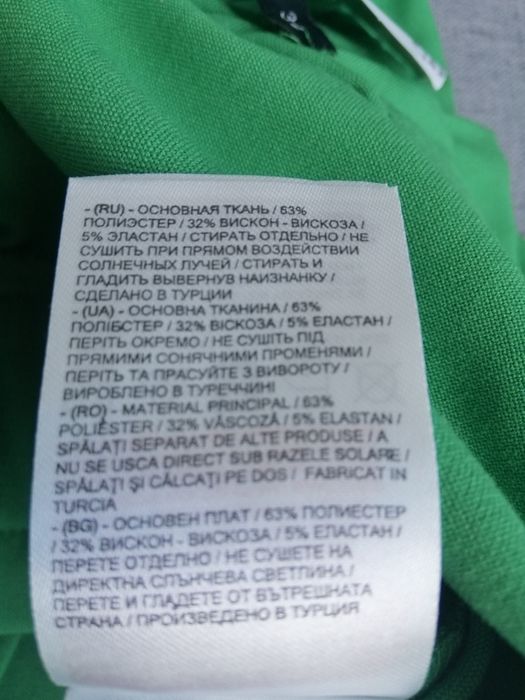 - (RU) - ОСНОВНАЯ ТКАНЬ / 63%
ПОЛИЭСТЕР / 32% ВИСКОН - ВИСКОЗА /
5% ЭЛАСТАН / СТИРАТЬ ОТДЕЛЬНО / НЕ
СУШИТЬ ПРИ ПРЯМОМ ВОЗДЕЙСТВИИ
СОЛНЕЧНЫХ ЛУЧЕЙ / СТИРАТЬ И
ГЛАДИТЬ ВЫВЕРНУВ НАИЗНАНКУ /
СДЕЛАНО В ТУРЦИИ
- (UA) - ОСНОВНА ТКАНИНА / 63%
ПОЛІЕСТЕР / 32% ВІСКОЗА / 5% ЕЛАСТАН /
ПЕРІТЬ ОКРЕМО / НЕ СУШІТЬ ПІД
ПРЯМИМИ СОНЯЧНИМИ ПРОМЕНЯМИ /
ПЕРІТЬ ТА ПРАСУЙТЕ З ВИВОРОТУ /
ВИРОБЛЕНО В ТУРЕЧЧИНІ
- (RO) - MATERIAL PRINCIPAL / 63%
POLIESTER / 32% VÂSCOZĂ / 5% ELASTAN /
SPĂLAȚI SEPARAT DE ALTE PRODUSE / A
NU SE USCA DIRECT SUB RAZELE SOLARE /
SPĂLAȚI ȘI CĂLCAȚI PE DOS / FABRICAT IN
TURCIA
- (BG) - ОСНОВЕН ПЛАТ / 63% ПОЛИЕСТЕР
/ 32% ВИСКОН - ВИСКОЗА / 5% ЕЛАСТАН /
ПЕРЕТЕ ОТДЕЛНО / НЕ СУШЕТЕ НА
ДИРЕКТНА СЛЪНЧЕВА СВЕТЛИНА /
ПЕРЕТЕ И ГЛАДЕТЕ ОТ ВЪТРЕШНАТА
СТРАНА / ПРОИЗВЕДЕНО В ТУРЦИЯ